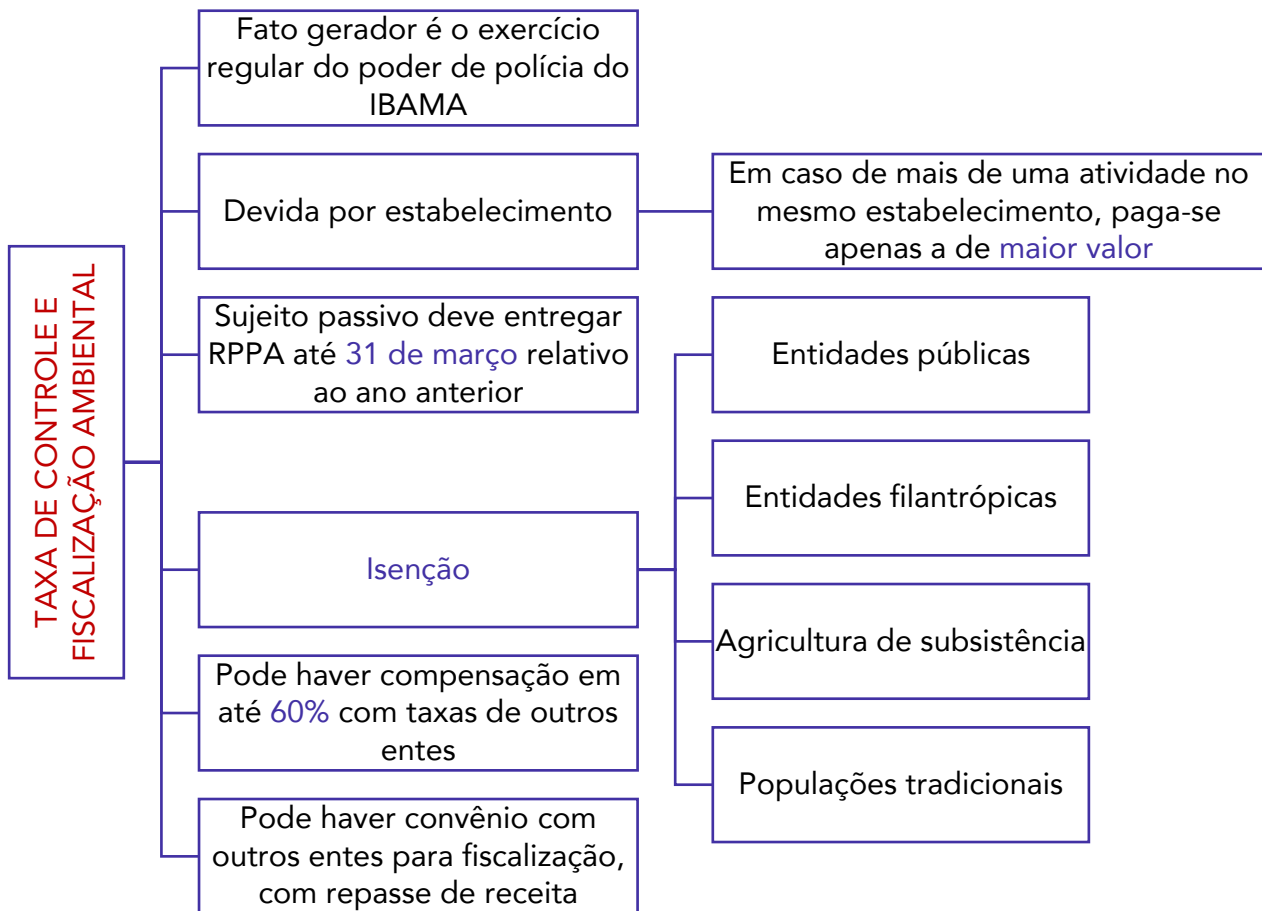 TAXA DE CONTROLE E
FISCALIZAÇÃO AMBIENTAL
Fato gerador é o exercício
regular do poder de polícia do
IBAMA
Devida por estabelecimento
Em caso de mais de uma atividade no
mesmo estabelecimento, paga-se
apenas a de maior valor
Sujeito passivo deve entregar
RPPA até 31 de março relativo
ao ano anterior
Isenção
Entidades públicas
Entidades filantrópicas
Agricultura de subsistência
Populações tradicionais
Pode haver compensação em
até 60% com taxas de outros
entes
Pode haver convênio com
outros entes para fiscalização,
com repasse de receita